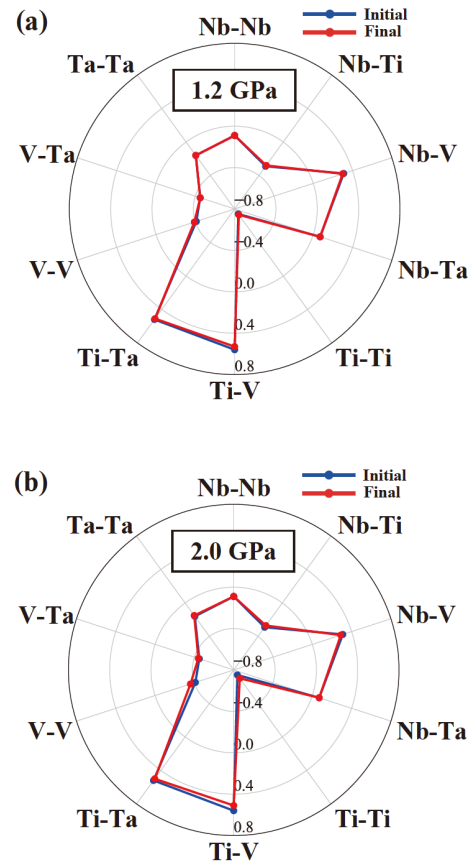 (a)
Initial
Final
Nb-Nb
Ta-Ta
Nb-Ti
1.2 GPa
V-Ta
Nb-V
−0.8
−0.4
V-V
Nb-Ta
0.0
0.4
Ti-Ta
Ti-Ti
0.8
Ti-V
(b)
Initial
Final
Nb-Nb
Ta-Ta
Nb-Ti
2.0 GPa
V-Ta
Nb-V
−0.8
−0.4
V-V
Nb-Ta
0.0
0.4
Ti-Ta
Ti-Ti
0.8
Ti-V